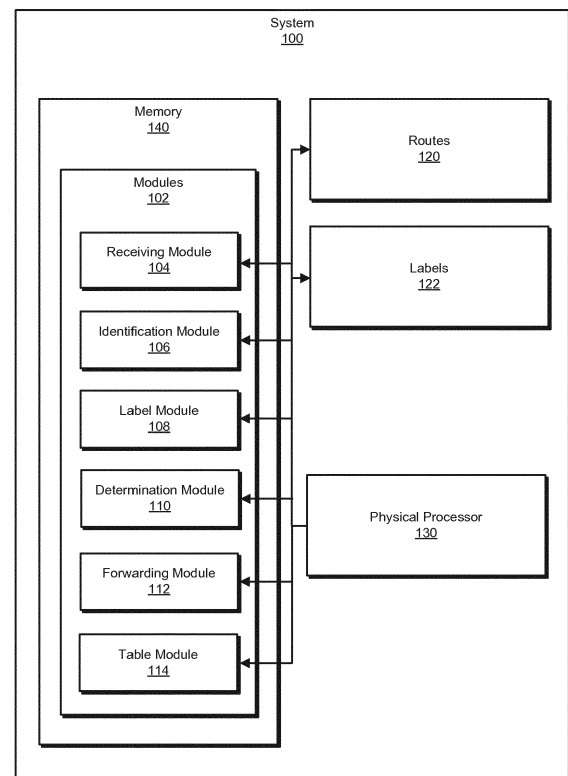 System
100
Memory
140
Modules
102
Receiving Module
104
Identification Module
106
Label Module
108
Determination Module
110
Forwarding Module
112
Table Module
114
Routes
120
Labels
122
Physical Processor
130